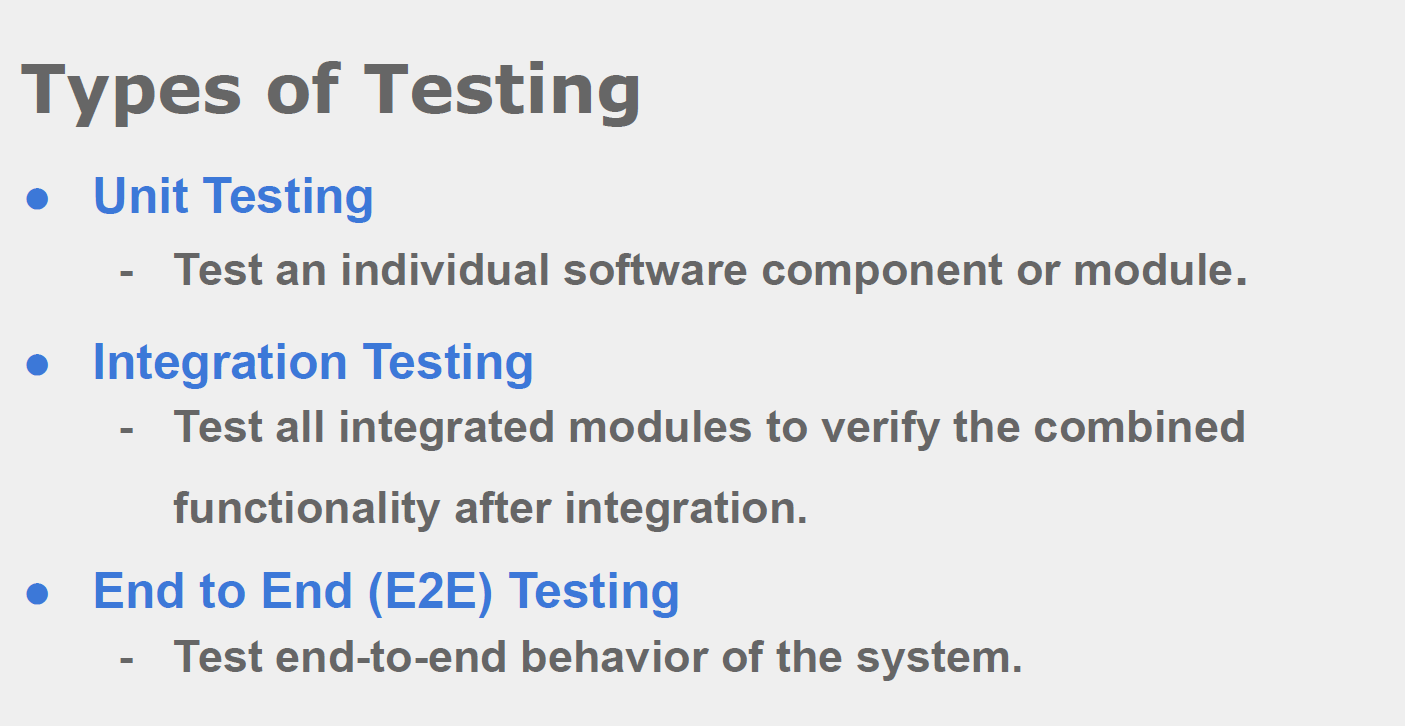 Types of Testing
● Unit Testing
- Test an individual software component or module.
● Integration Testing
- Test all integrated modules to verify the combined
functionality after integration.
● End to End (E2E) Testing
- Test end-to-end behavior of the system.